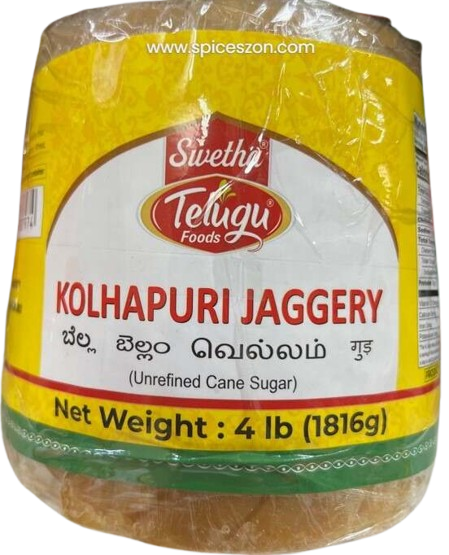 www.spiceszon.com
Swetha®
Telugu®
Foods
KOLHAPURI JAGGERY
ಬೆಲ್ಲ బెల్లం வெல்லம் गुड़
(Unrefined Cane Sugar)
Net Weight : 4 lb (1816g)